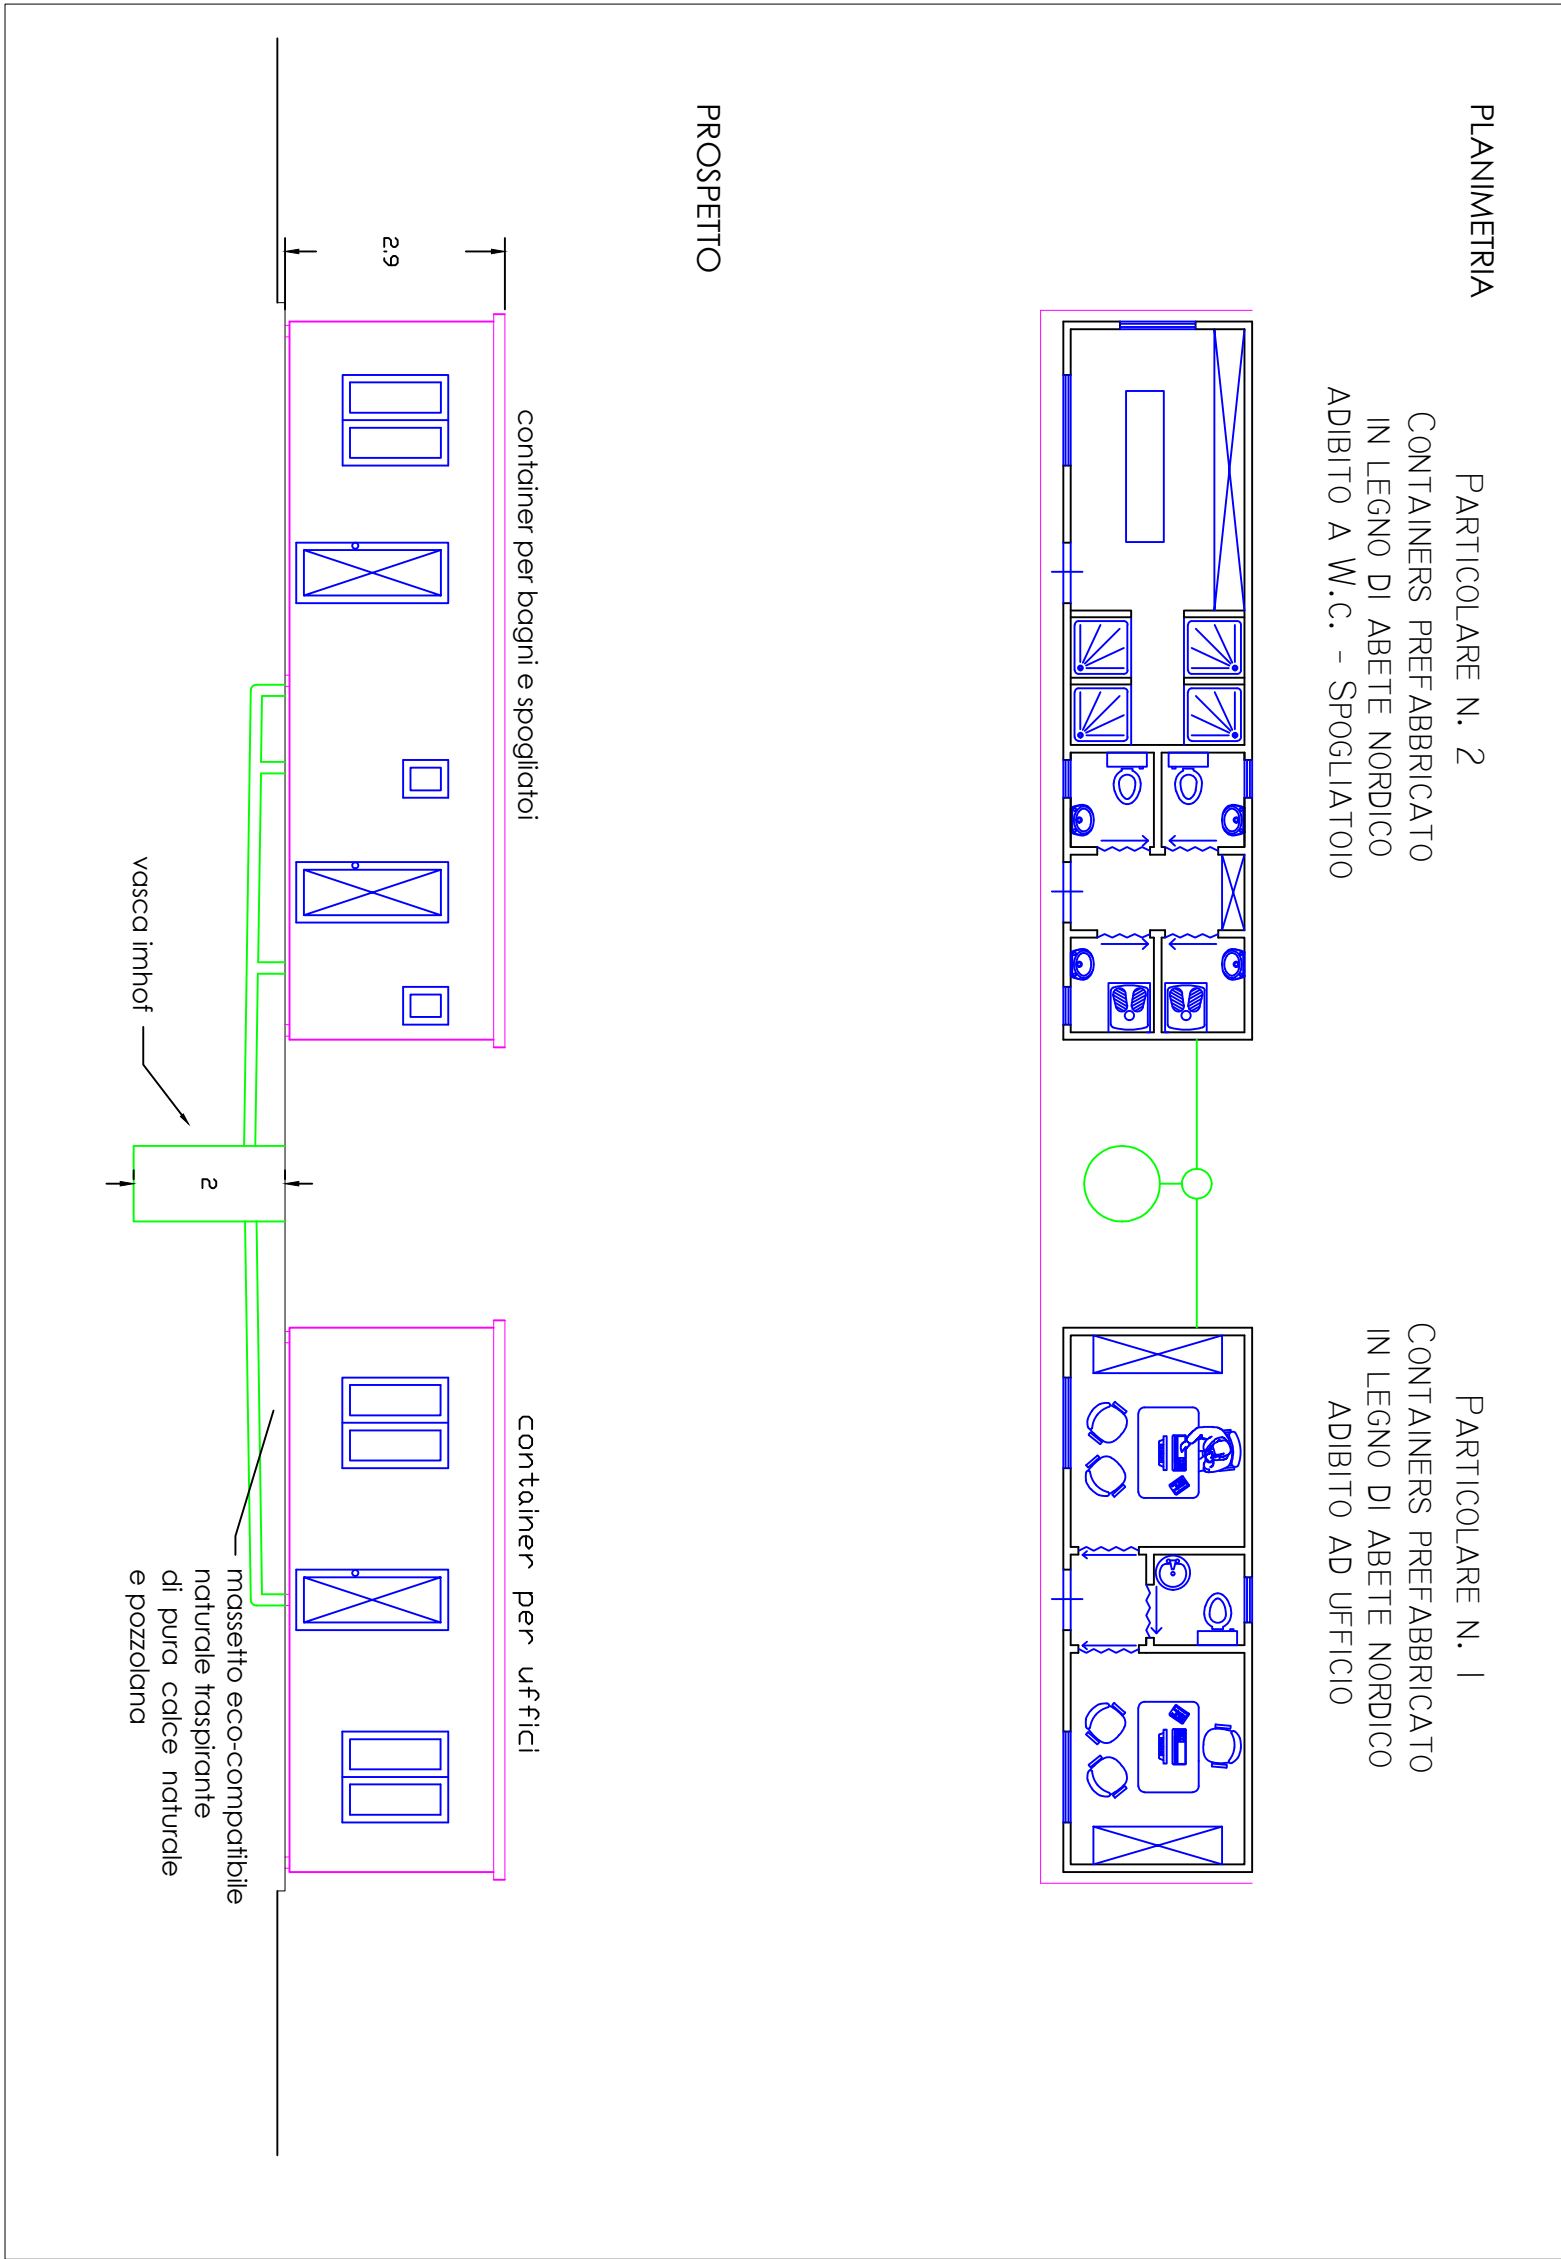 PLANIMETRIA
PARTICOLARE N. 2
CONTAINERS PREFABBRICATO
IN LEGNO DI ABETE NORDICO
ADIBITO A W.C. - SPOGLIATOIO
PARTICOLARE N. 1
CONTAINERS PREFABBRICATO
IN LEGNO DI ABETE NORDICO
ADIBITO AD UFFICIO
PROSPETTO
container per bagni e spogliatoi
container per uffici
2.9
2
vasca imhof
massetto eco-compatibile
naturale traspirante
di pura calce naturale
e pozzolana